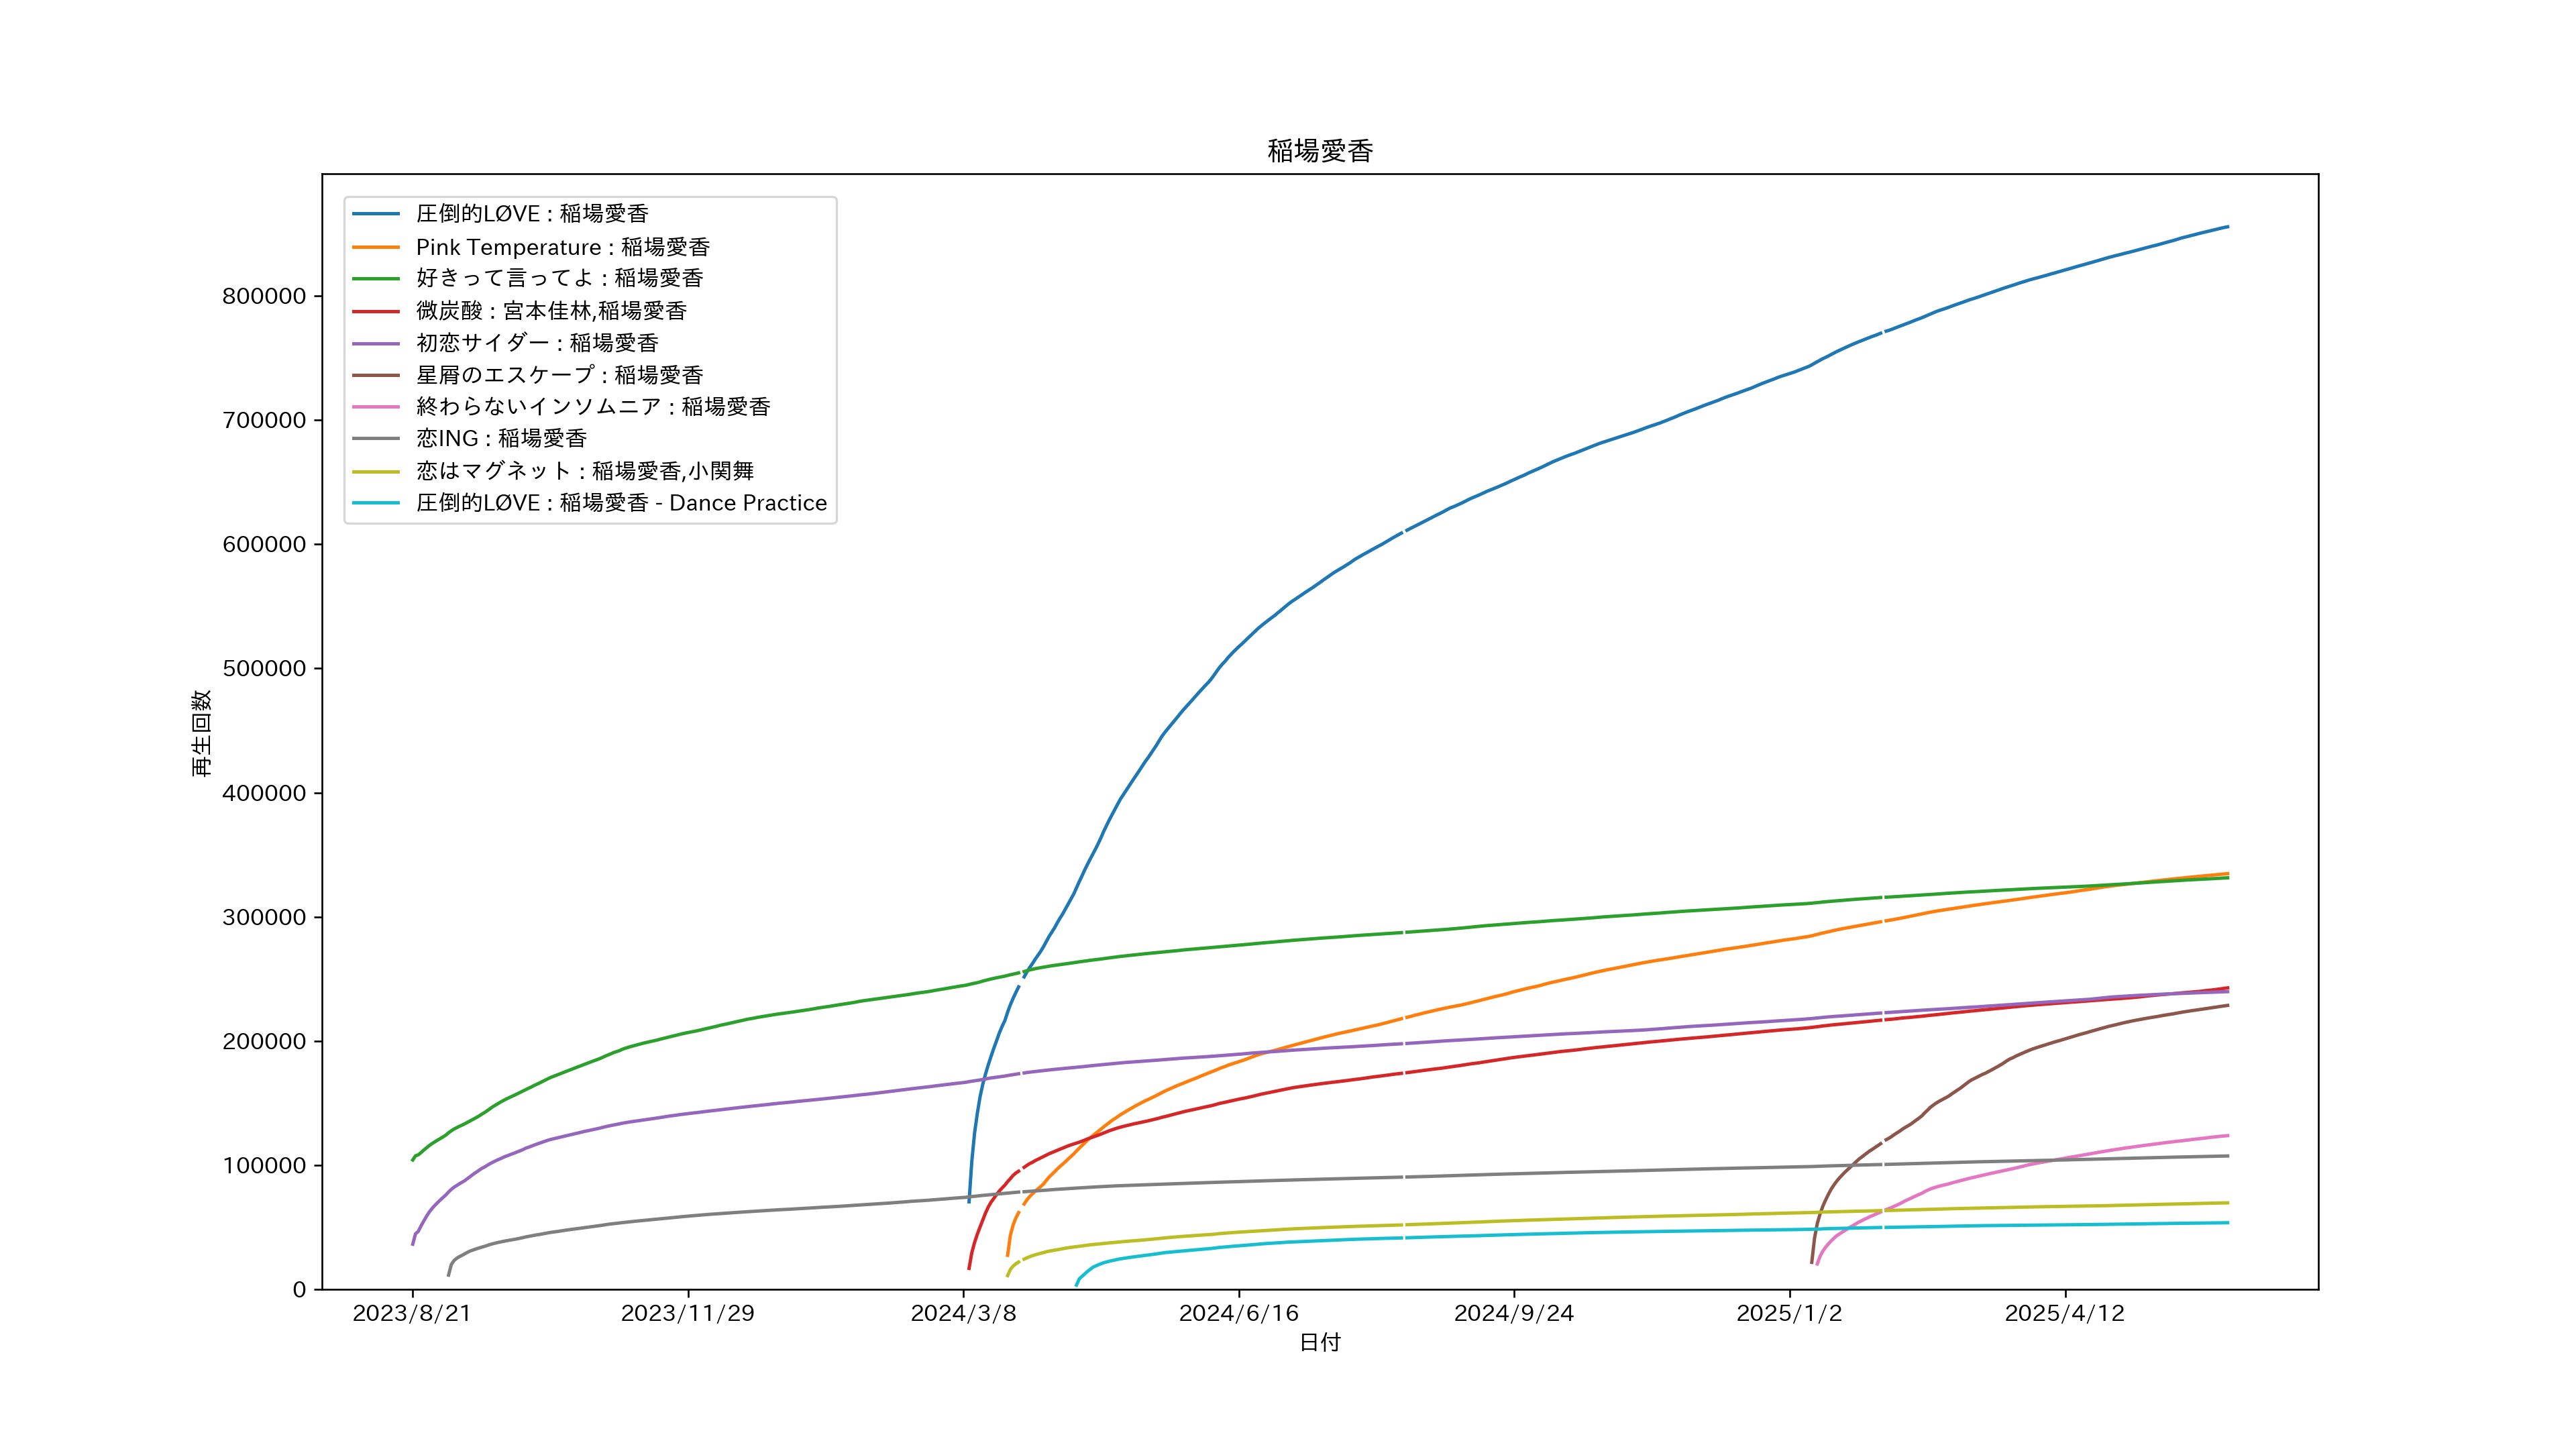 稲場愛香
圧倒的LØVE : 稲場愛香
Pink Temperature : 稲場愛香
好きって言ってよ : 稲場愛香
微炭酸 : 宮本佳林,稲場愛香
初恋サイダー : 稲場愛香
星屑のエスケープ : 稲場愛香
終わらないインソムニア : 稲場愛香
恋ING : 稲場愛香
恋はマグネット : 稲場愛香,小関舞
圧倒的LØVE : 稲場愛香 - Dance Practice
800000
700000
600000
500000
400000
300000
200000
100000
0
再生回数
2023/8/21
2023/11/29
2024/3/8
2024/6/16
2024/9/24
2025/1/2
2025/4/12
日付